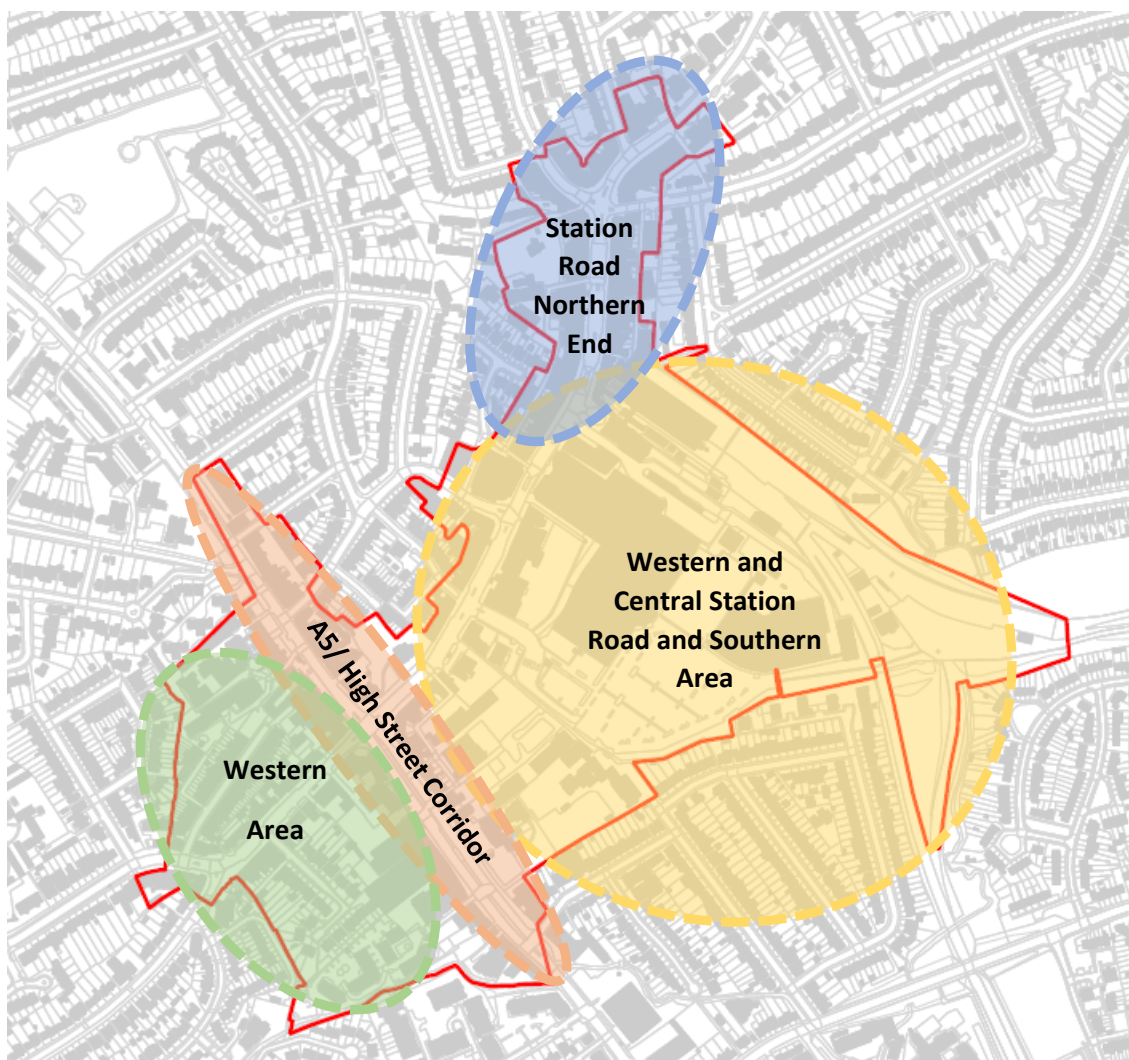 Station
Road
Northern
End
Western and
Central Station
Road and Southern
Area
A5/ High Street Corridor
Western
Area